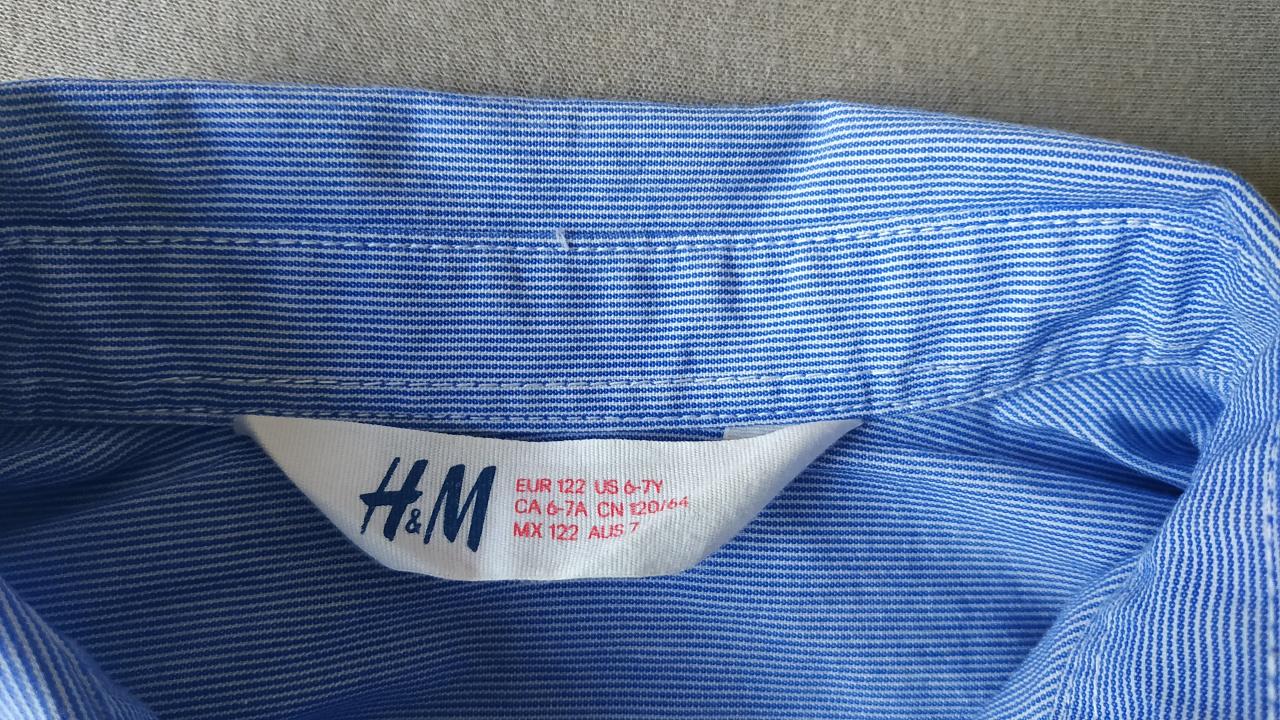 H&M
EUR 122 US 6-7Y
CA 6-7A CN 120/64
MX 122 AUS 7